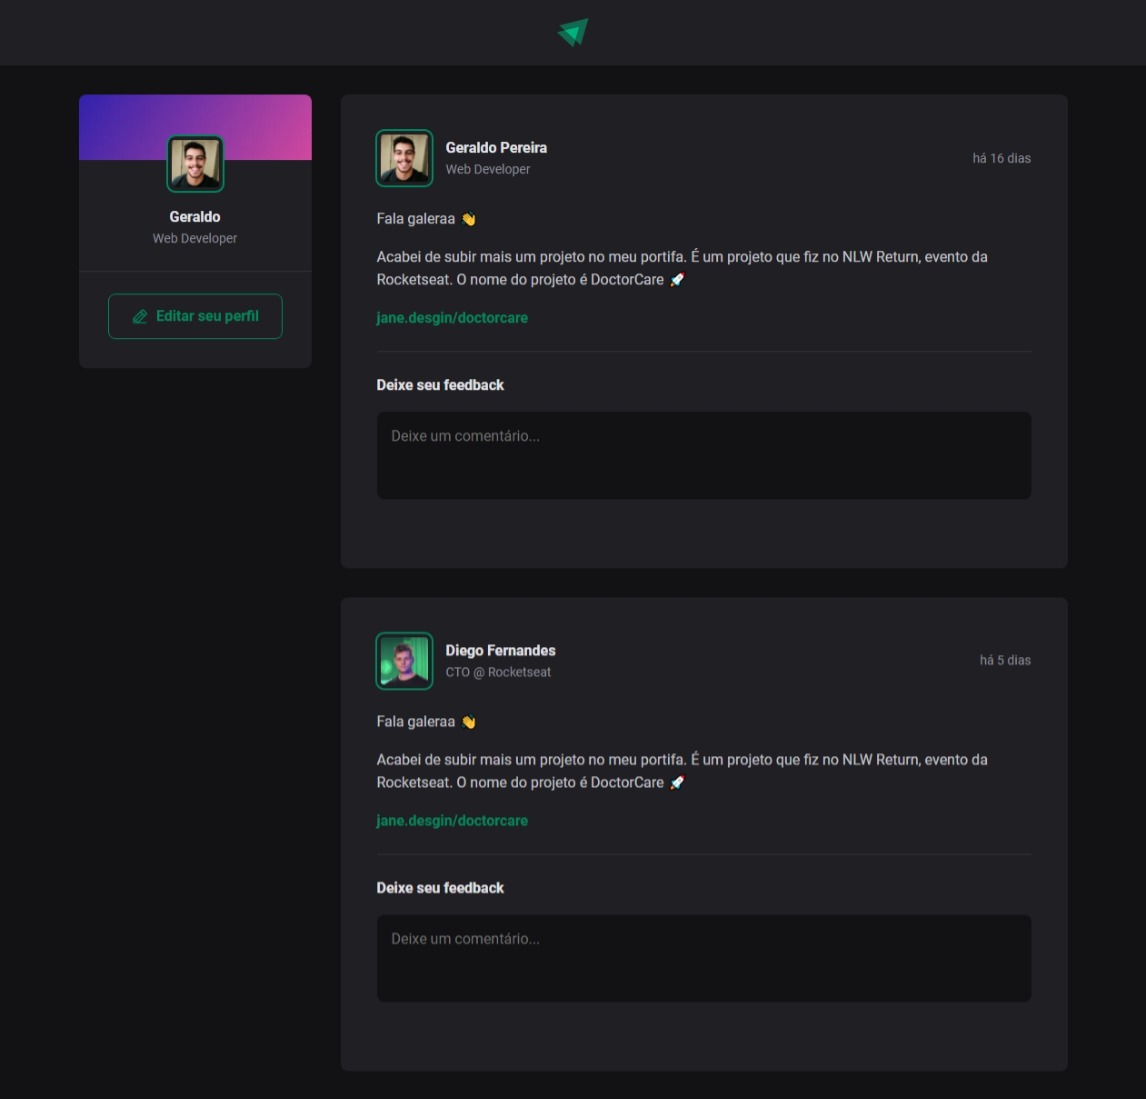 Geraldo
Web Developer
Editar seu perfil
Geraldo Pereira
Web Developer
há 16 dias
Fala galeraa 👋
Acabei de subir mais um projeto no meu portifa. É um projeto que fiz no NLW Return, evento da
Rocketseat. O nome do projeto é DoctorCare 🚀
jane.desgin/doctorcare
Deixe seu feedback
Deixe um comentário...
Diego Fernandes
CTO @ Rocketseat
há 5 dias
Fala galeraa 👋
Acabei de subir mais um projeto no meu portifa. É um projeto que fiz no NLW Return, evento da
Rocketseat. O nome do projeto é DoctorCare 🚀
jane.desgin/doctorcare
Deixe seu feedback
Deixe um comentário...